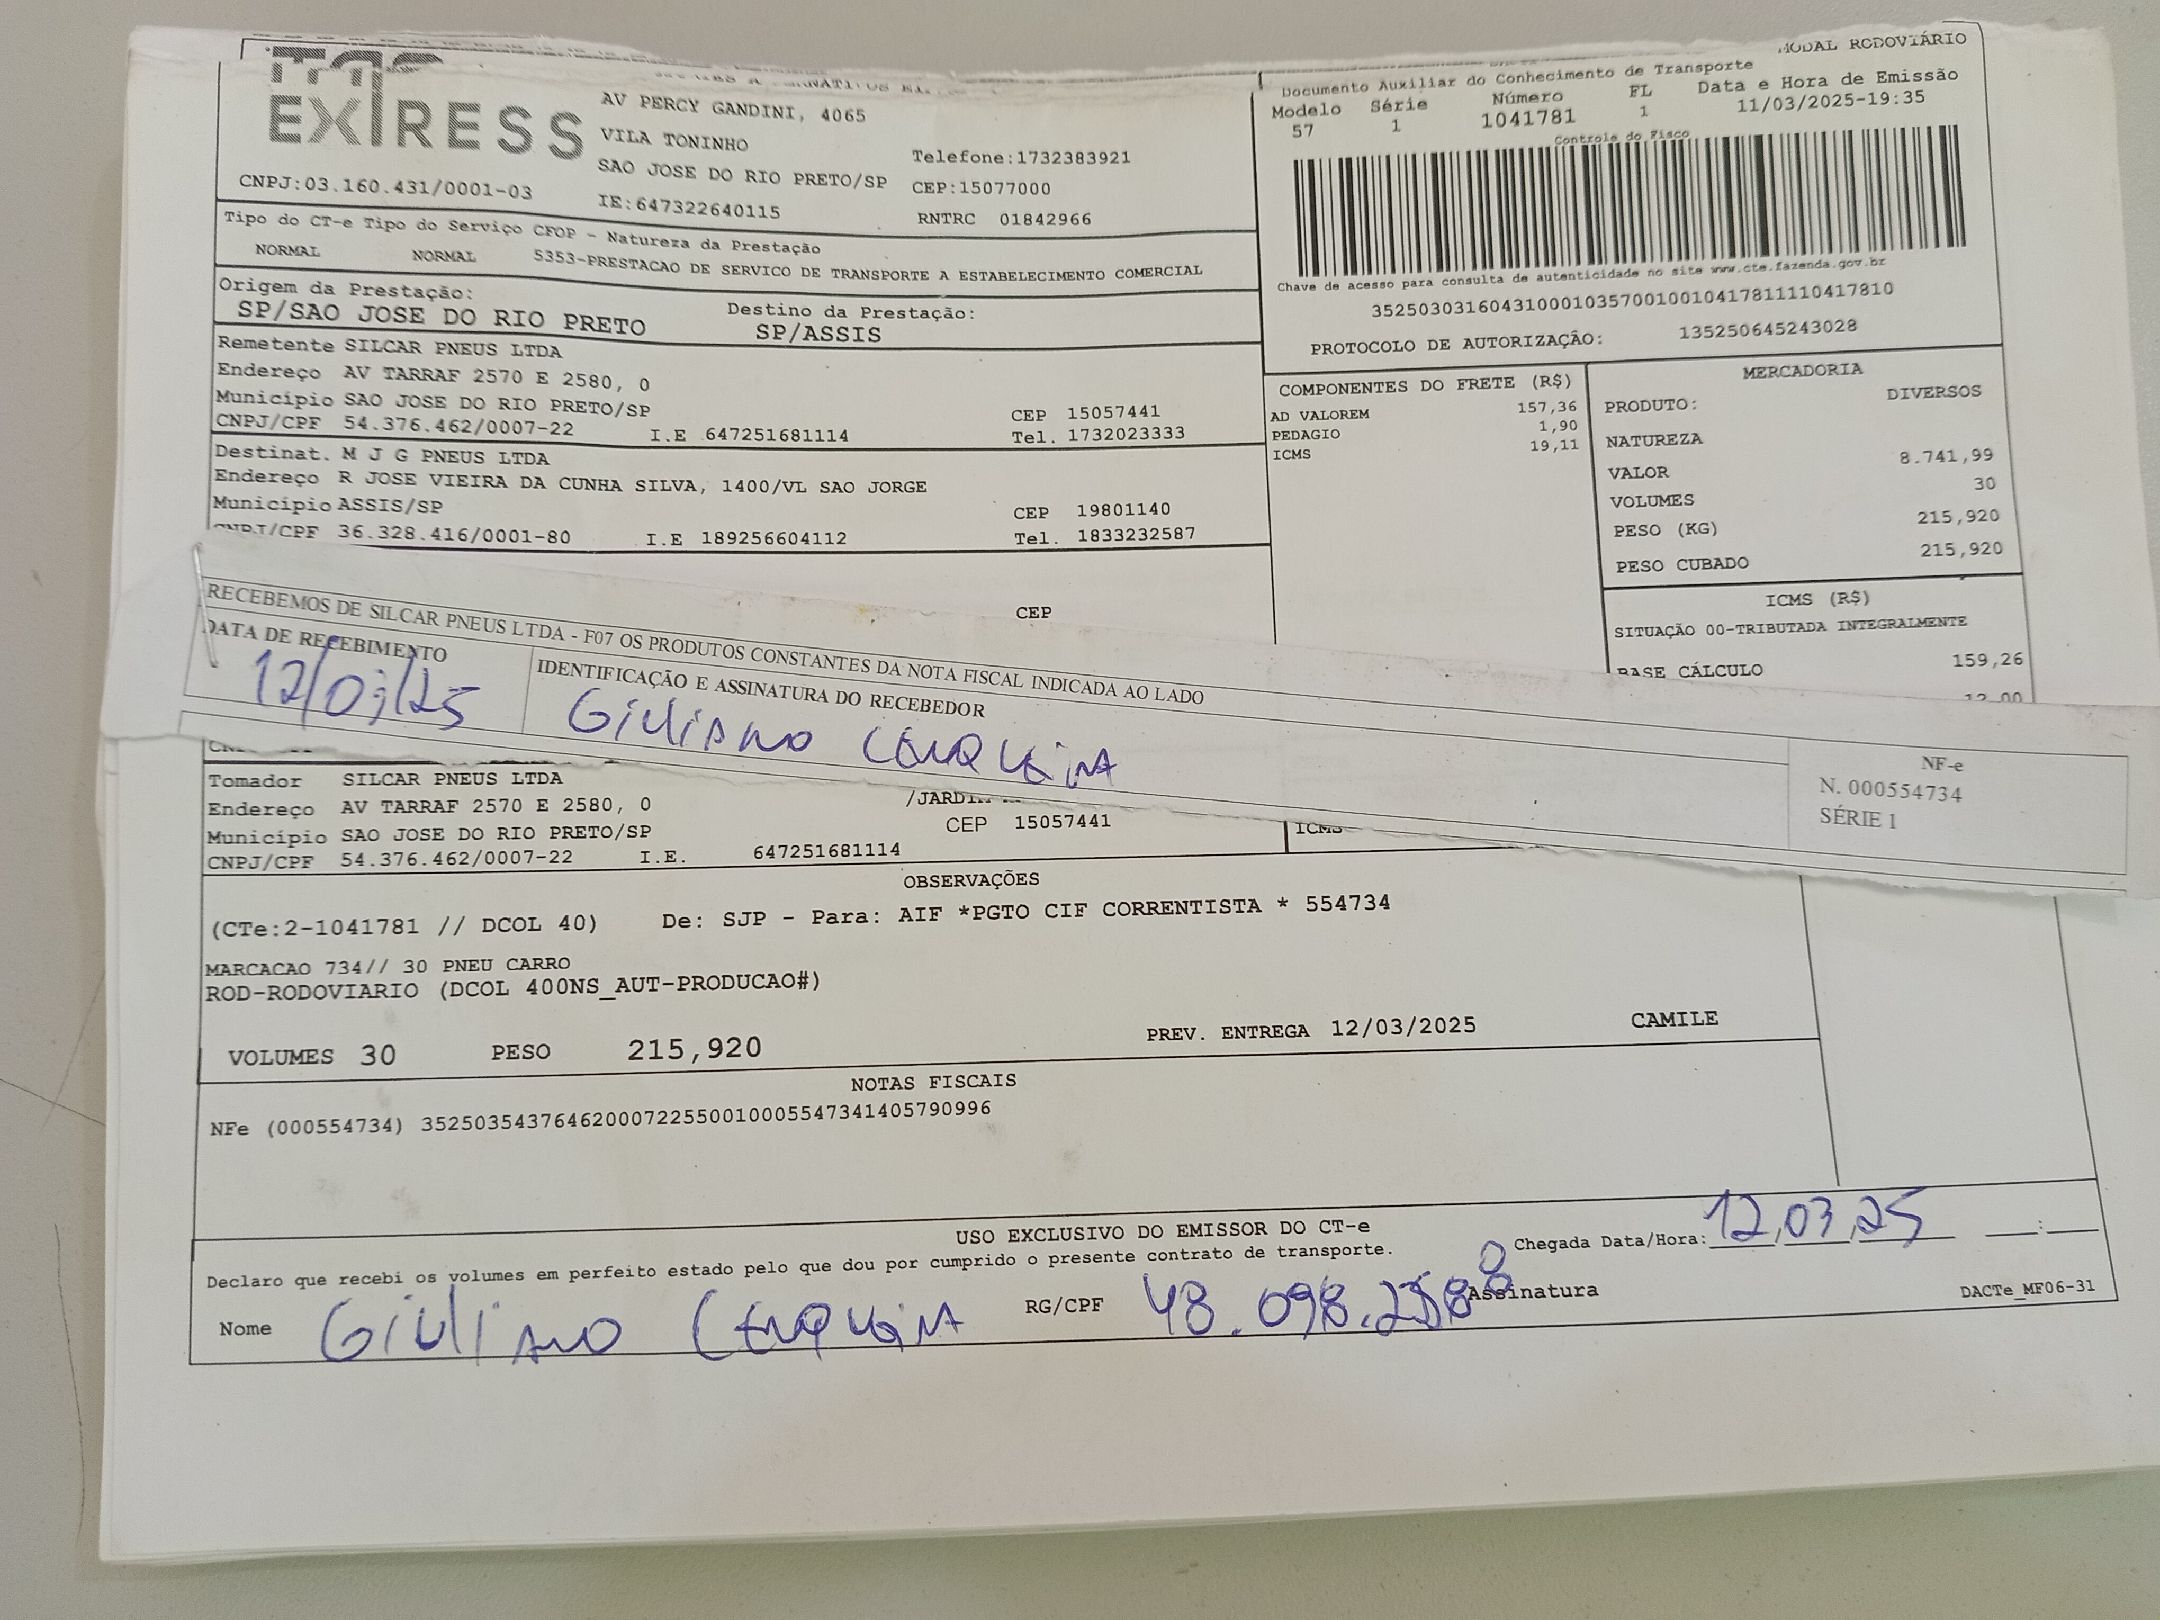 MODAL RODOVIÁRIO
EXPRESS
AV PERCY GANDINI, 4065
VILA TONINHO
SAO JOSE DO RIO PRETO/SP
IE:647322640115
CNPJ:03.160.431/0001-03
Telefone:1732383921
CEP:15077000
RNTRC 01842966
Documento Auxiliar do Conhecimento de Transporte
Modelo Série Número FL Data e Hora de Emissão
57 1 1041781 1 11/03/2025-19:35
Controle do Fisco
Chave de acesso para consulta de autenticidade no site www.cte.fazenda.gov.br
35250303160431000103570010010417811110417810
PROTOCOLO DE AUTORIZAÇÃO: 135250645243028
Tipo do CT-e Tipo do Serviço CFOP - Natureza da Prestação
NORMAL NORMAL 5353-PRESTACAO DE SERVICO DE TRANSPORTE A ESTABELECIMENTO COMERCIAL
Origem da Prestação: Destino da Prestação:
SP/SAO JOSE DO RIO PRETO SP/ASSIS
Remetente SILCAR PNEUS LTDA
Endereço AV TARRAF 2570 E 2580, 0
Município SAO JOSE DO RIO PRETO/SP CEP 15057441
CNPJ/CPF 54.376.462/0007-22 I.E 647251681114 Tel. 1732023333
Destinat. M J G PNEUS LTDA
Endereço R JOSE VIEIRA DA CUNHA SILVA, 1400/VL SAO JORGE
Município ASSIS/SP CEP 19801140
CNPJ/CPF 36.328.416/0001-80 I.E 189256604112 Tel. 1833232587
CEP
COMPONENTES DO FRETE (R$)
AD VALOREM 157,36
PEDAGIO 1,90
ICMS 19,11
MERCADORIA
PRODUTO: DIVERSOS
NATUREZA
VALOR 8.741,99
VOLUMES 30
PESO (KG) 215,920
PESO CUBADO 215,920
ICMS (R$)
SITUAÇÃO 00-TRIBUTADA INTEGRALMENTE
BASE CÁLCULO 159,26
12,00
RECEBEMOS DE SILCAR PNEUS LTDA - F07 OS PRODUTOS CONSTANTES DA NOTA FISCAL INDICADA AO LADO
DATA DE RECEBIMENTO IDENTIFICAÇÃO E ASSINATURA DO RECEBEDOR
12/03/25 Giuliano Cerqueira
NF-e
N. 000554734
SÉRIE 1
Tomador SILCAR PNEUS LTDA
Endereço AV TARRAF 2570 E 2580, 0
Município SAO JOSE DO RIO PRETO/SP CEP 15057441
CNPJ/CPF 54.376.462/0007-22 I.E. 647251681114
ICMS
OBSERVAÇÕES
(CTe:2-1041781 // DCOL 40) De: SJP - Para: AIF *PGTO CIF CORRENTISTA * 554734
MARCACAO 734// 30 PNEU CARRO
ROD-RODOVIARIO (DCOL 400NS_AUT-PRODUCAO#)
VOLUMES 30 PESO 215,920 PREV. ENTREGA 12/03/2025 CAMILE
NOTAS FISCAIS
NFe (000554734) 35250354376462000722550010005547341405790996
USO EXCLUSIVO DO EMISSOR DO CT-e
Declaro que recebi os volumes em perfeito estado pelo que dou por cumprido o presente contrato de transporte.
Chegada Data/Hora: 12,03,25 __:__
Nome Giuliano Cerqueira RG/CPF 48.098. Assinatura
DACTe_MF06-31